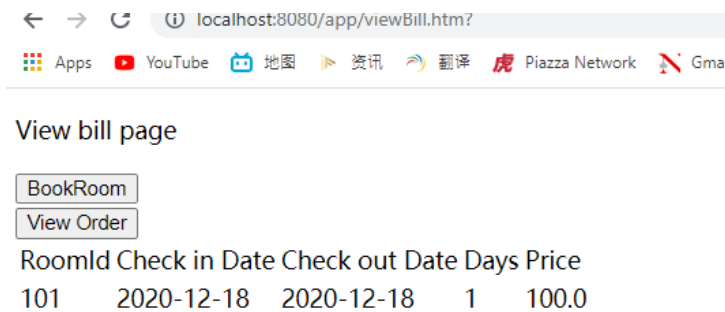 localhost:8080/app/viewBill.htm?
Apps YouTube 地图 资讯 翻译 虎 Piazza Network Gma
View bill page
BookRoom
View Order
RoomId Check in Date Check out Date Days Price
101 2020-12-18 2020-12-18 1 100.0